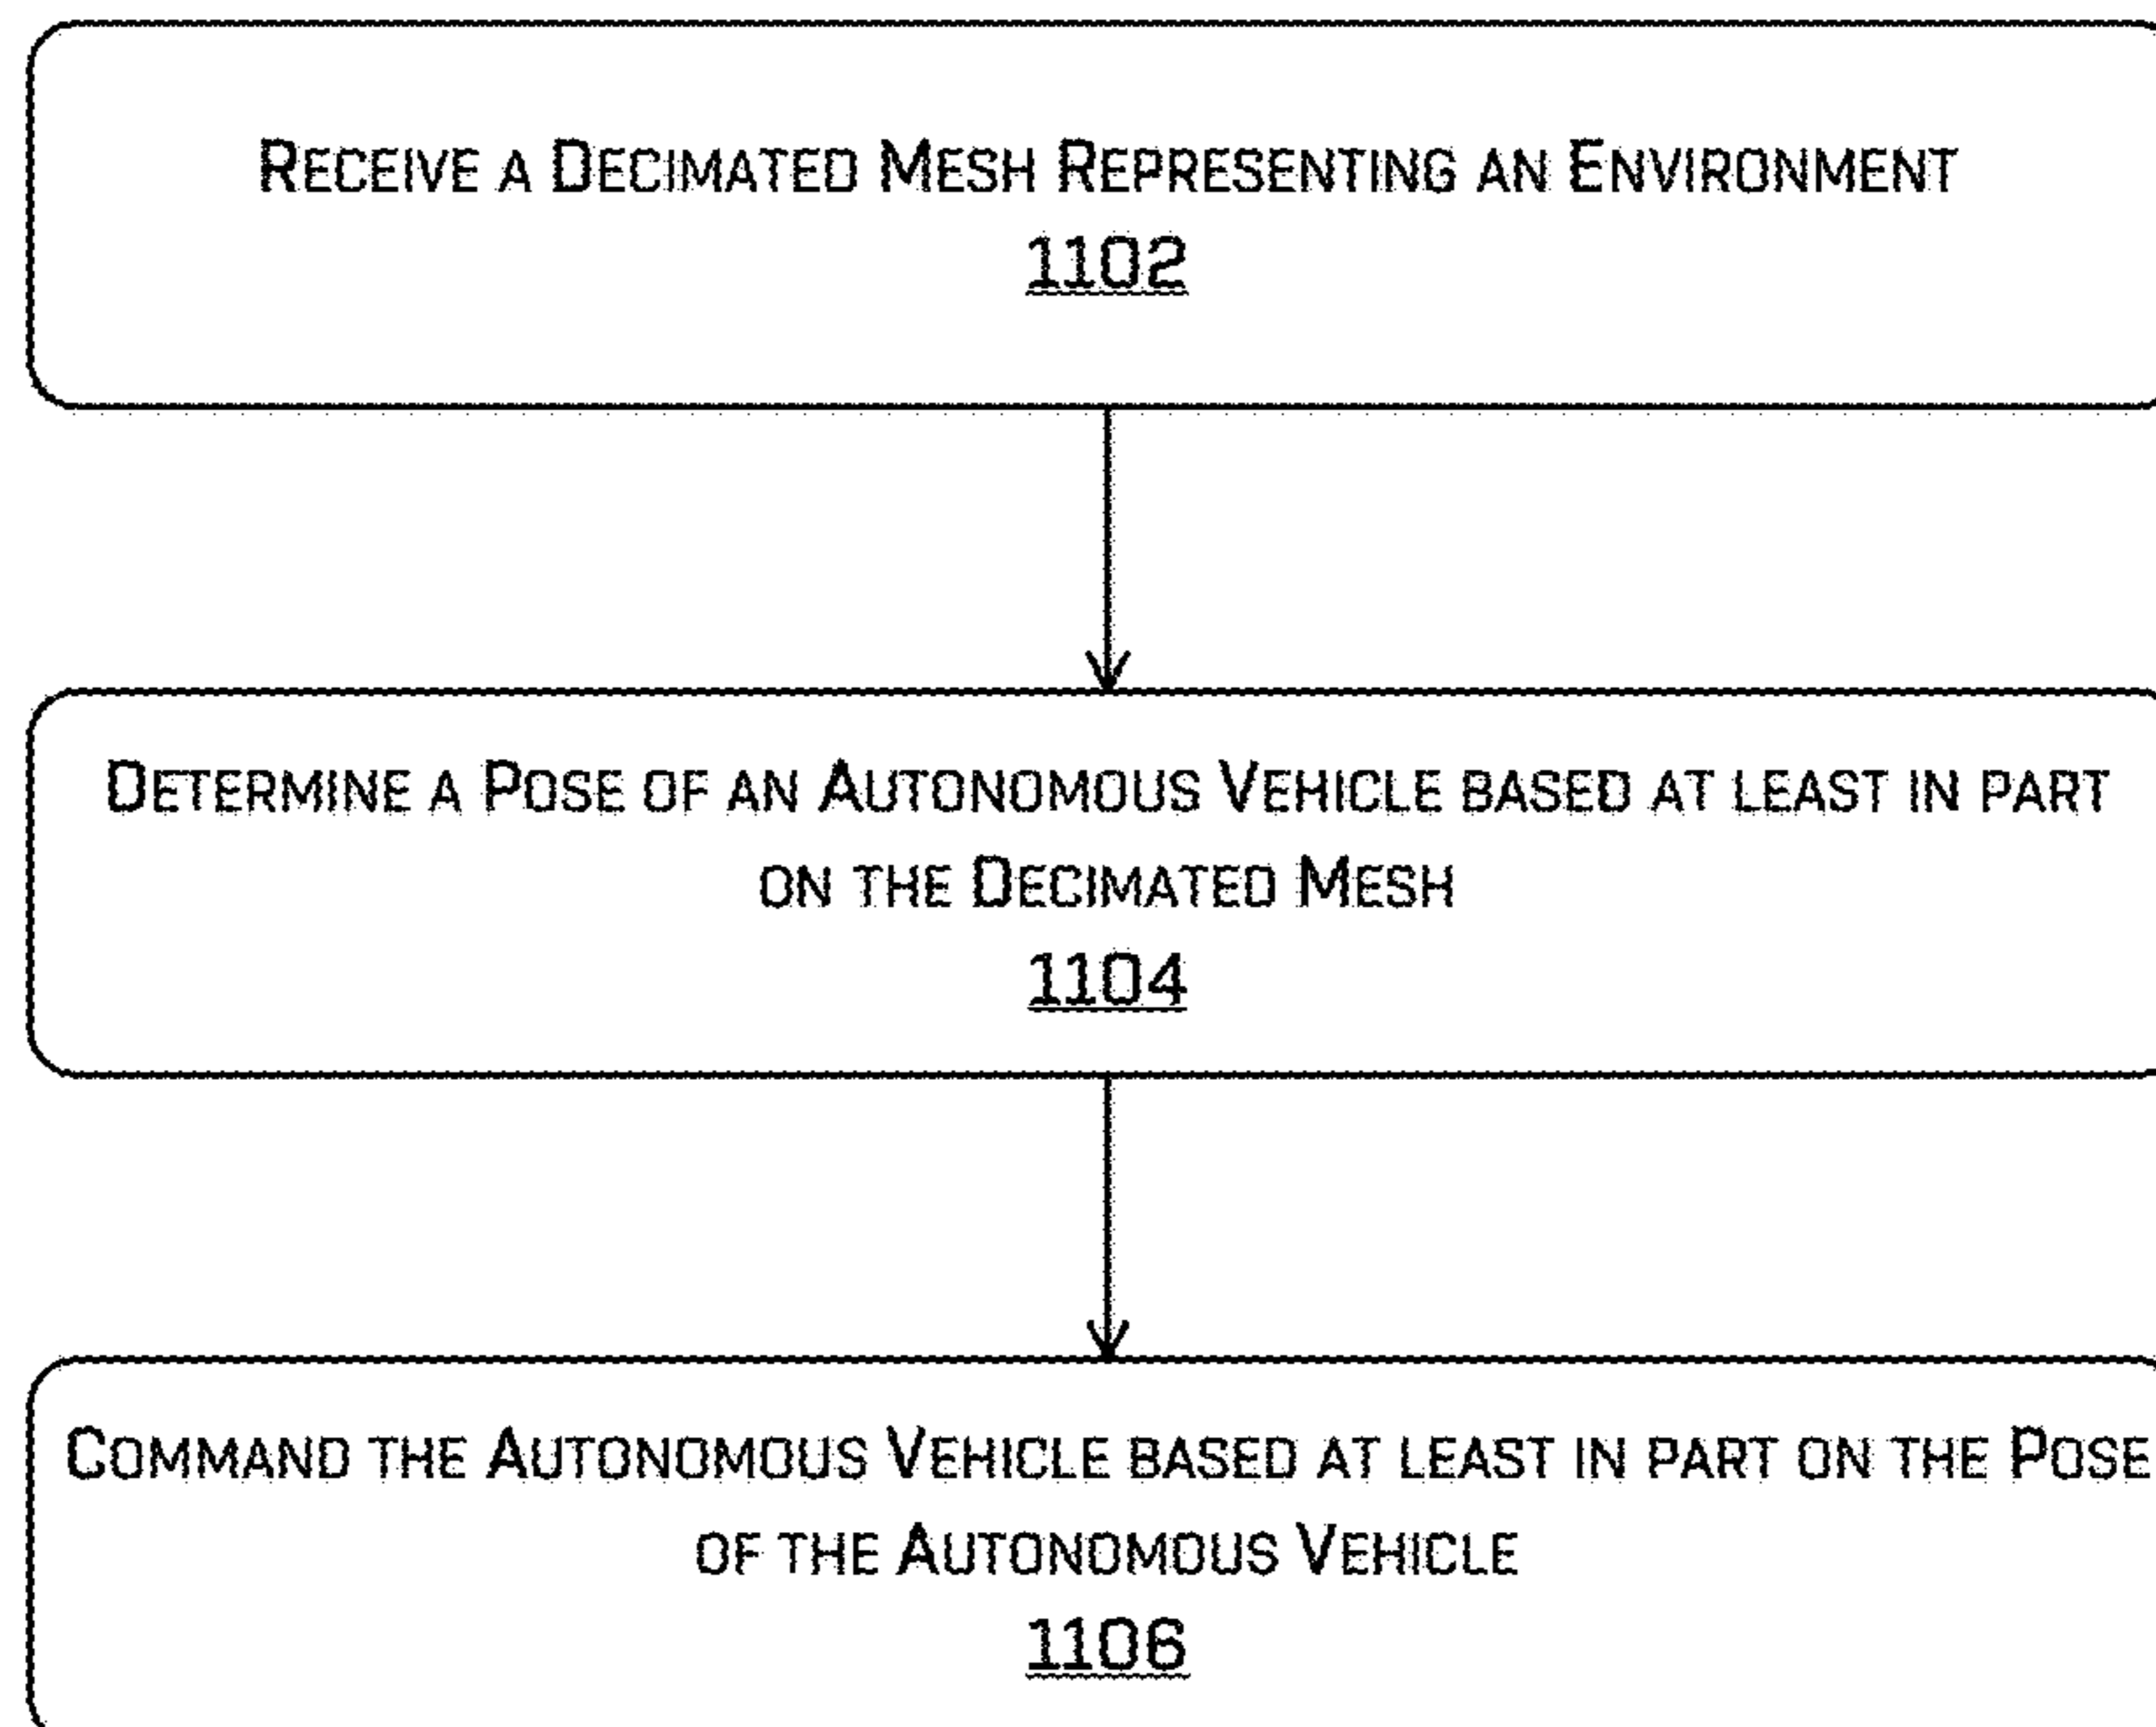 Receive a Decimated Mesh Representing an Environment
1102
Determine a Pose of an Autonomous Vehicle based at least in part
on the Decimated Mesh
1104
Command the Autonomous Vehicle based at least in part on the Pose
of the Autonomous Vehicle
1106